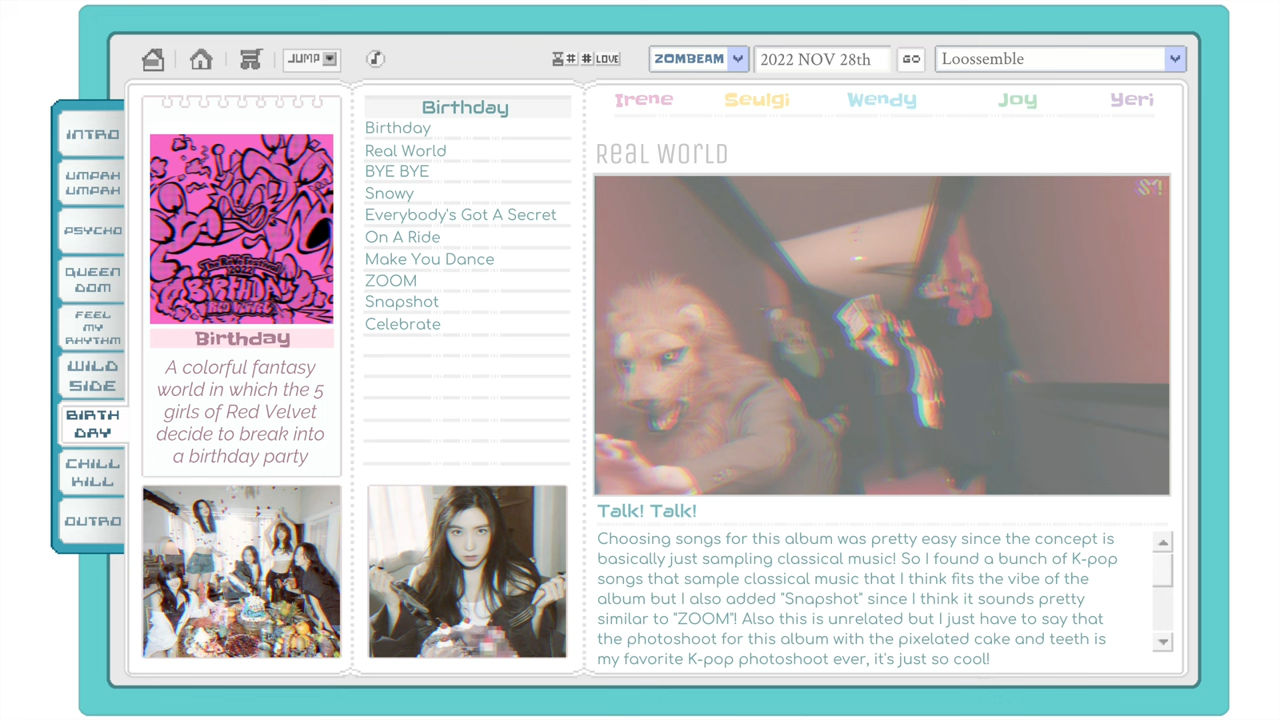 JUMP
# # LOVE
ZOMBEAM
2022 NOV 28th
GO
Loossemble
INTRO
UMPAH
UMPAH
PSYCHO
QUEEN
DOM
FEEL
MY
RHYTHM
WILD
SIDE
BIRTH
DAY
CHILL
KILL
OUTRO
The ReVe Festival
2022
BiRTHDAY
RED VELVET
Birthday
A colorful fantasy
world in which the 5
girls of Red Velvet
decide to break into
a birthday party
Birthday
Birthday
Real World
BYE BYE
Snowy
Everybody's Got A Secret
On A Ride
Make You Dance
ZOOM
Snapshot
Celebrate
Irene Seulgi Wendy Joy Yeri
Real World
Talk! Talk!
Choosing songs for this album was pretty easy since the concept is
basically just sampling classical music! So I found a bunch of K-pop
songs that sample classical music that I think fits the vibe of the
album but I also added "Snapshot" since I think it sounds pretty
similar to "ZOOM"! Also this is unrelated but I just have to say that
the photoshoot for this album with the pixelated cake and teeth is
my favorite K-pop photoshoot ever, it's just so cool!